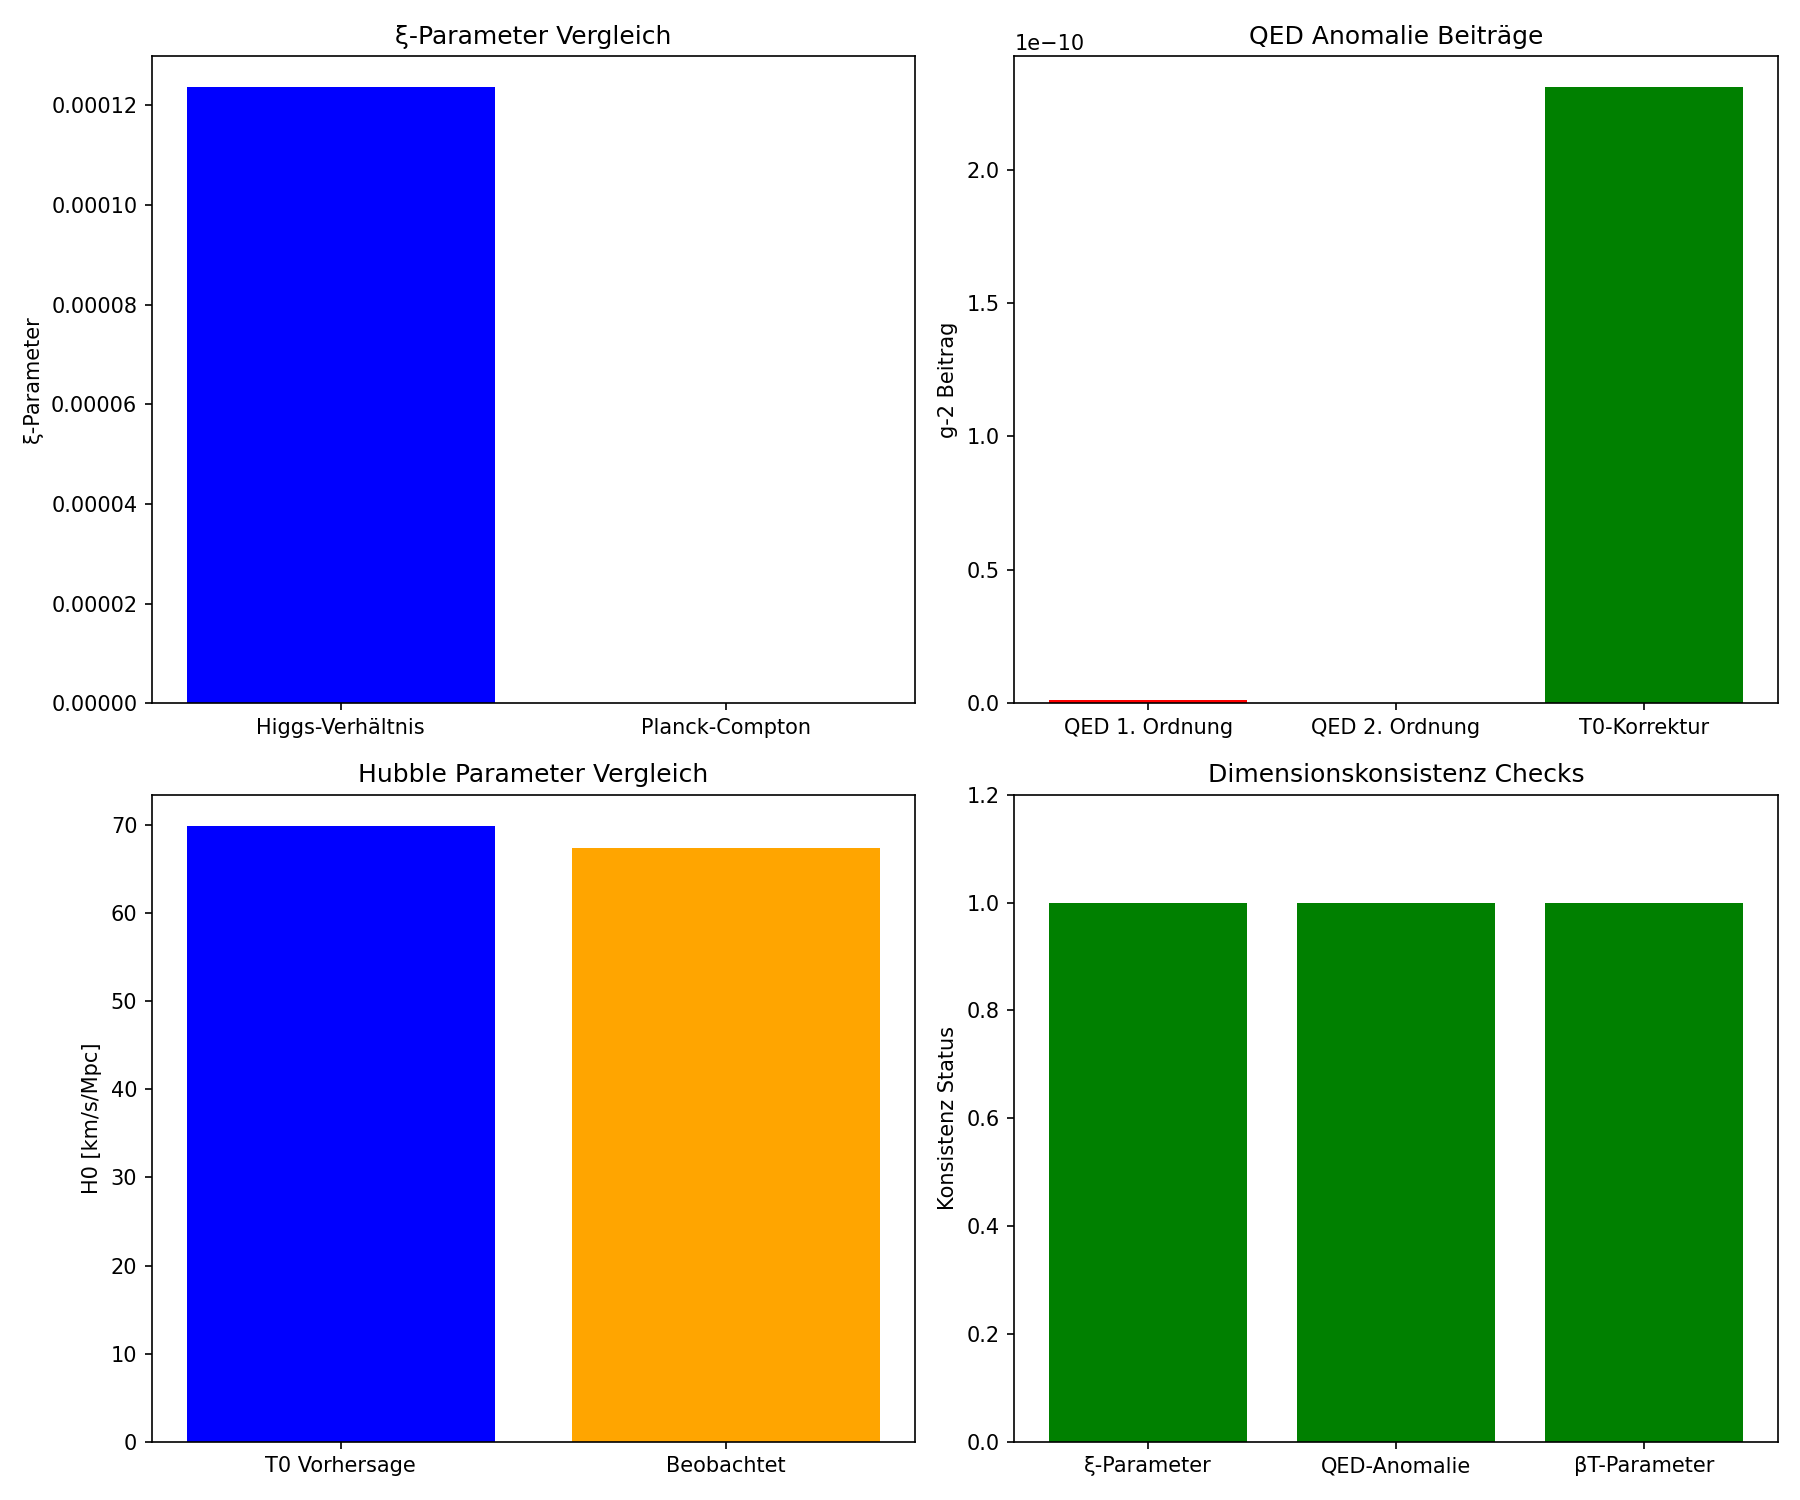 ξ-Parameter Vergleich
ξ-Parameter
0.00012
0.00010
0.00008
0.00006
0.00004
0.00002
0.00000
Higgs-Verhältnis
Planck-Compton
QED Anomalie Beiträge
1e−10
g-2 Beitrag
2.0
1.5
1.0
0.5
0.0
QED 1. Ordnung
QED 2. Ordnung
T0-Korrektur
Hubble Parameter Vergleich
H0 [km/s/Mpc]
70
60
50
40
30
20
10
0
T0 Vorhersage
Beobachtet
Dimensionskonsistenz Checks
Konsistenz Status
1.2
1.0
0.8
0.6
0.4
0.2
0.0
ξ-Parameter
QED-Anomalie
βT-Parameter